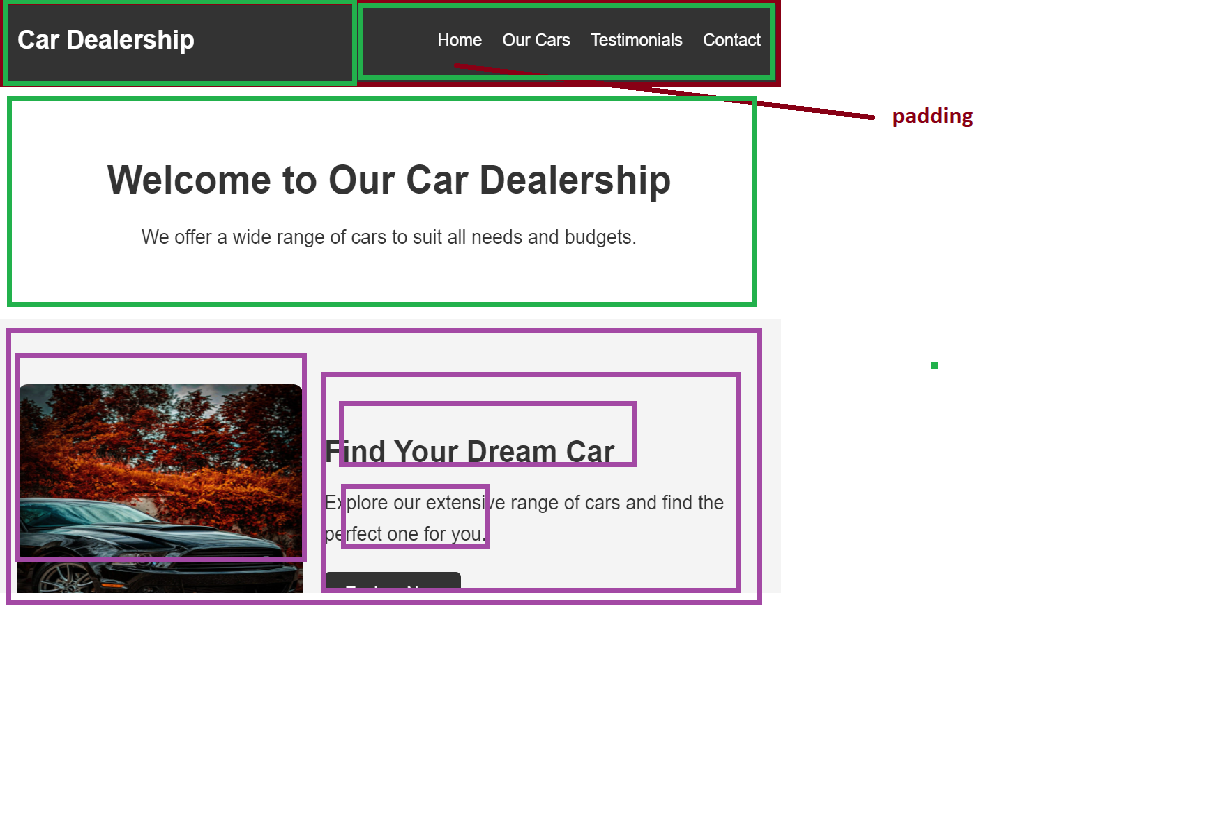 Car Dealership
Home Our Cars Testimonials Contact
padding
Welcome to Our Car Dealership
We offer a wide range of cars to suit all needs and budgets.
Find Your Dream Car
Explore our extensive range of cars and find the
perfect one for you.